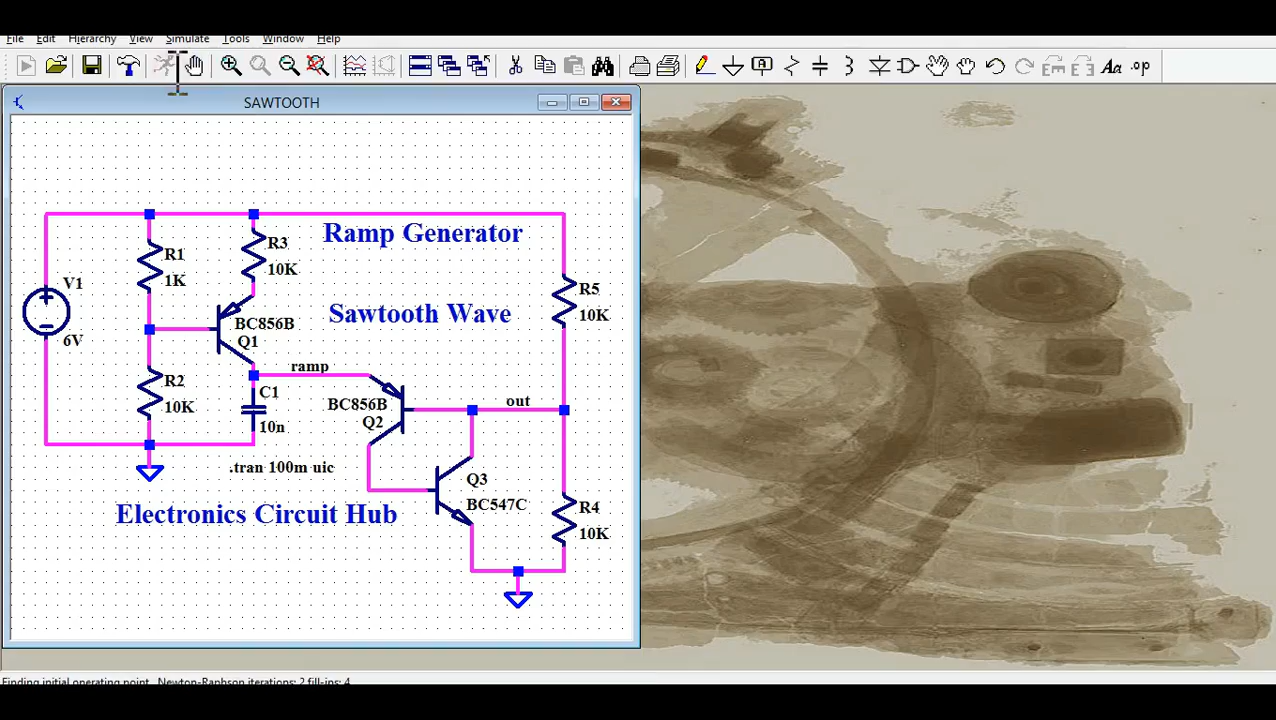 File Edit Hierarchy View Simulate Tools Window Help
Aa .op
SAWTOOTH
Ramp Generator
R3
10K
R1
1K
V1
6V
R5
10K
Sawtooth Wave
BC856B
Q1
ramp
R2
10K
C1
10n
BC856B
Q2
out
.tran 100m uic
Q3
BC547C
R4
10K
Electronics Circuit Hub
Finding initial operating point Newton-Raphson iterations: 2 fill-ins: 4